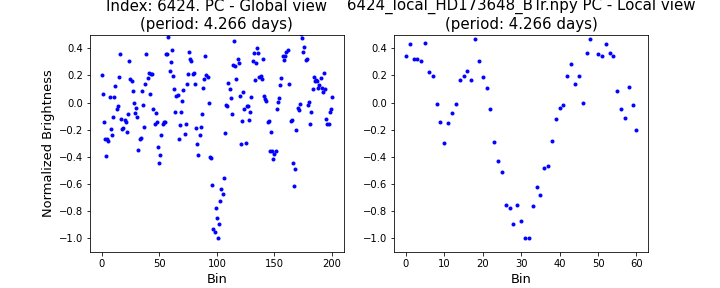 Index: 6424. PC - Global view
(period: 4.266 days)
6424_local_HD173648_BTr.npy PC - Local view
(period: 4.266 days)
Normalized Brightness
0.4
0.2
0.0
−0.2
−0.4
−0.6
−0.8
−1.0
0 50 100 150 200
Bin
0.4
0.2
0.0
−0.2
−0.4
−0.6
−0.8
−1.0
0 10 20 30 40 50 60
Bin